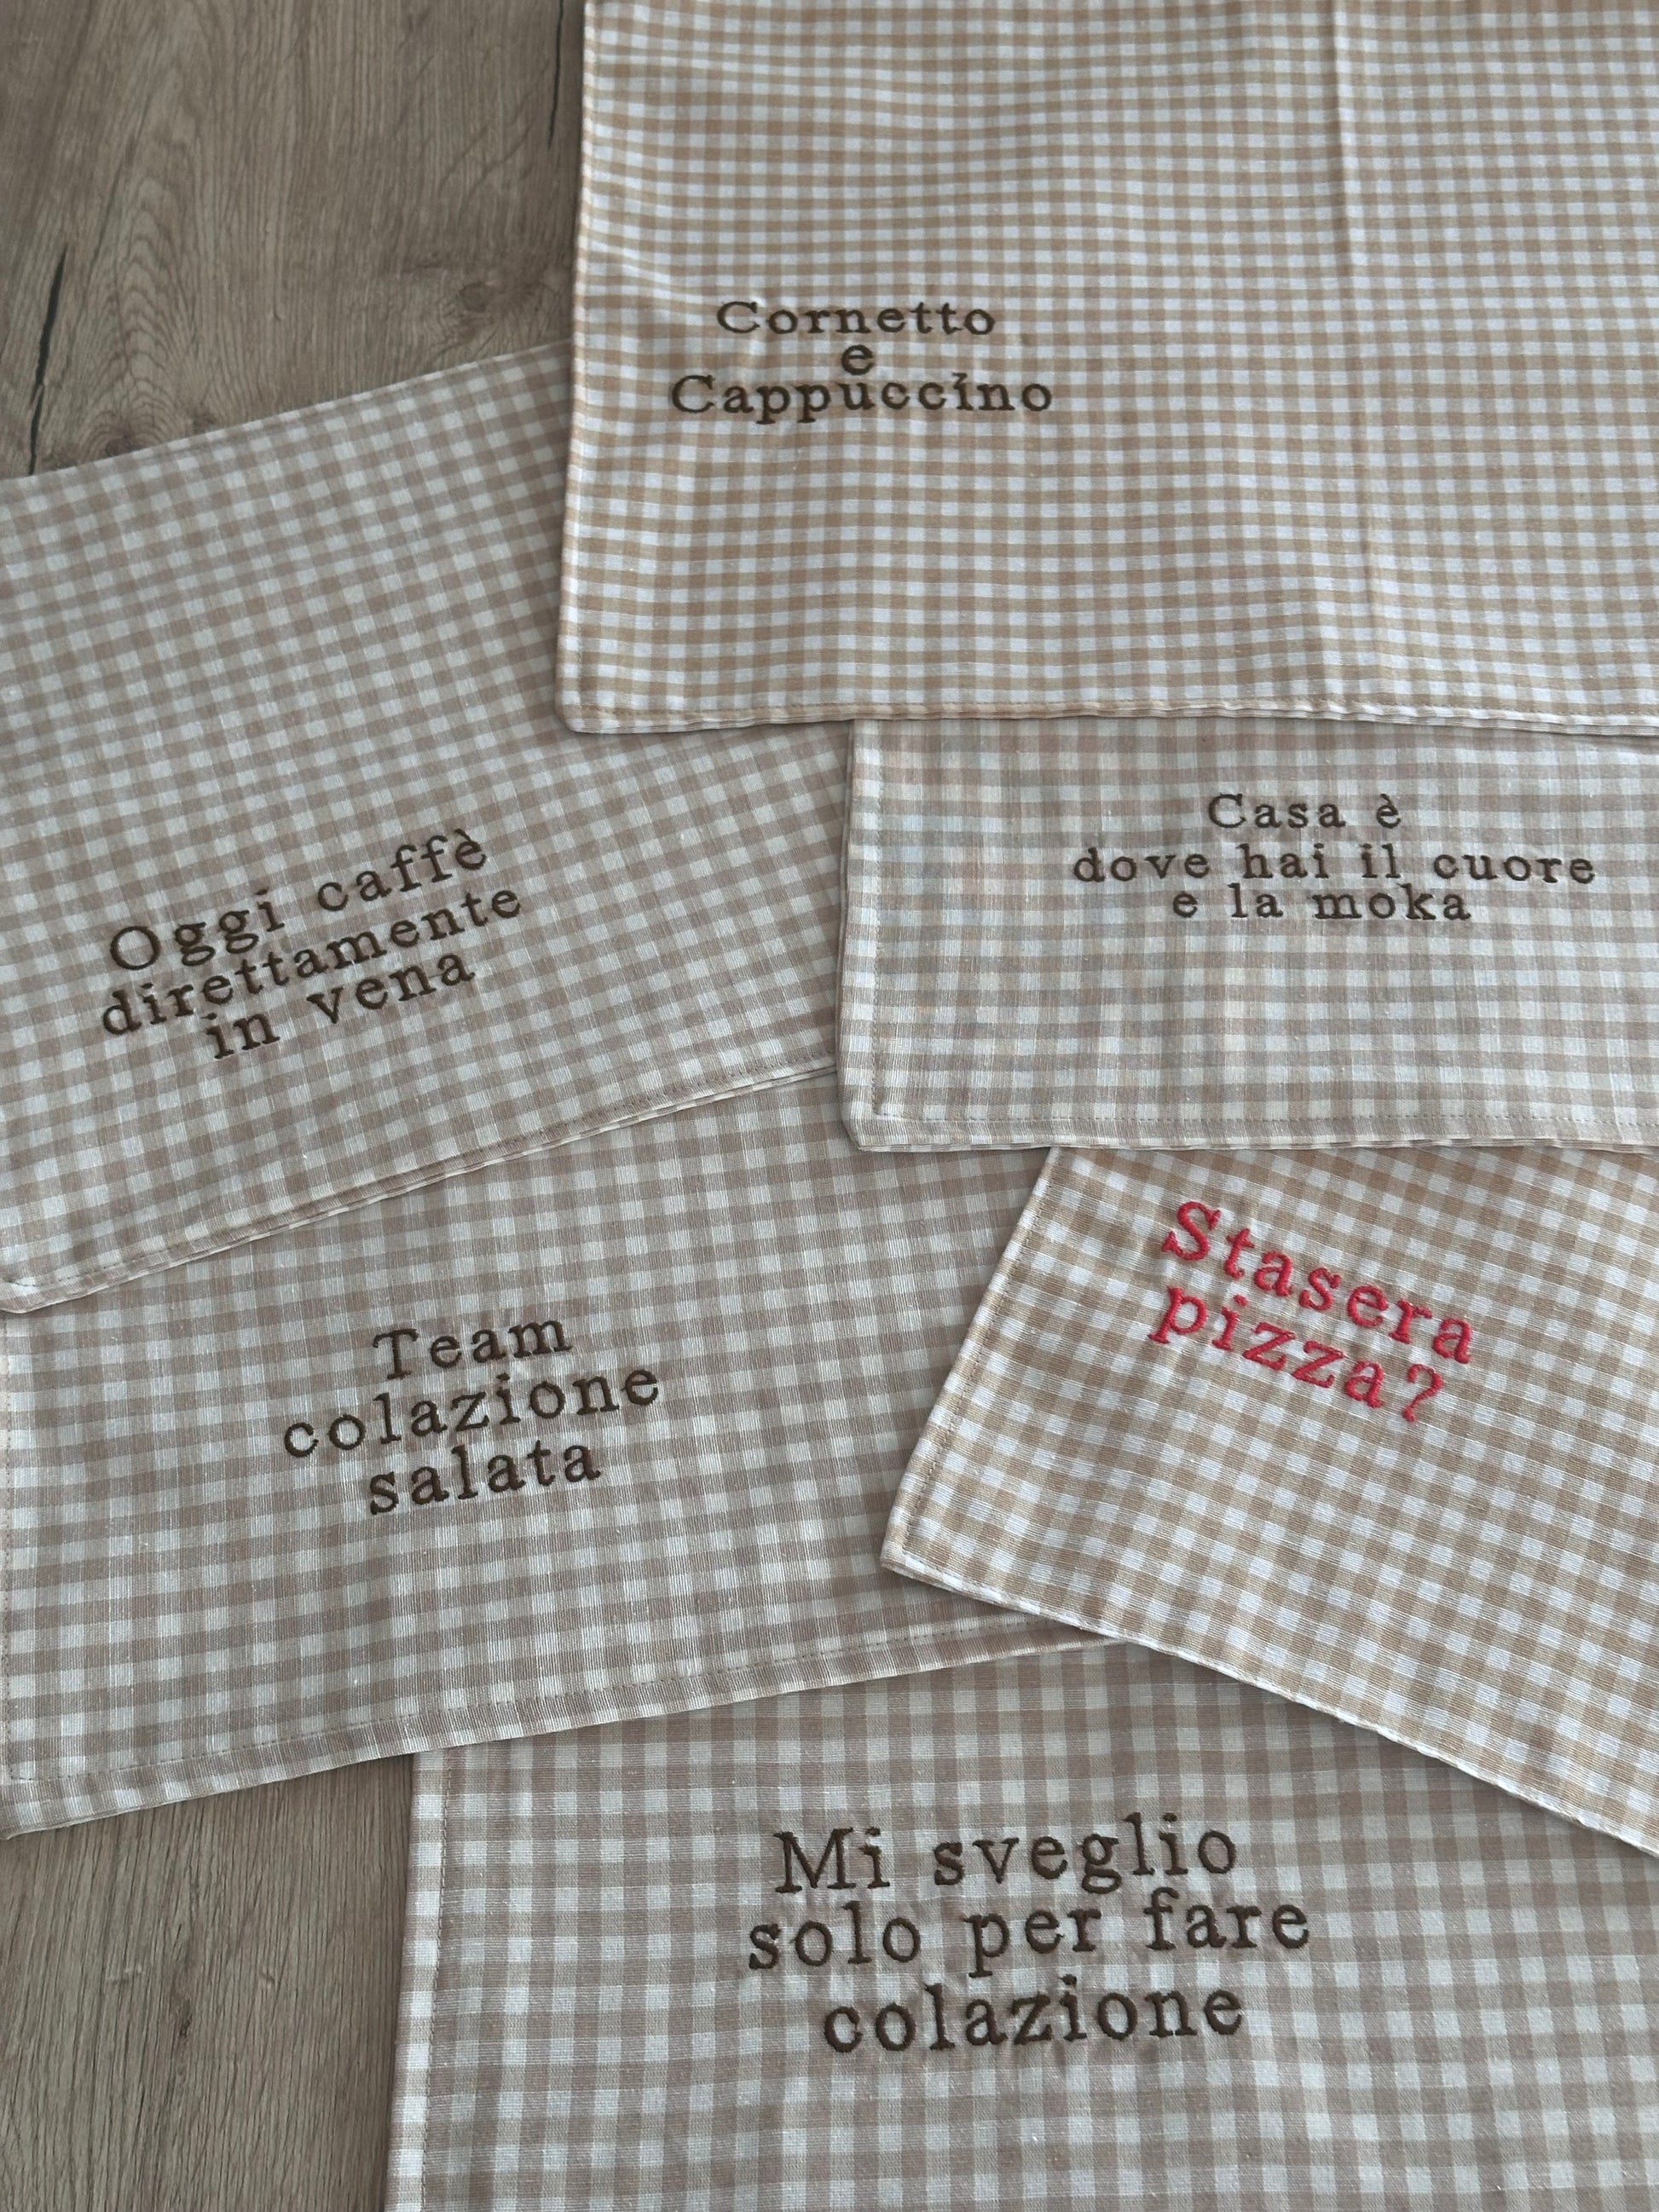 Cornetto
e
Cappuccino
Oggi caffè
direttamente
in vena
Casa è
dove hai il cuore
e la moka
Team
colazione
salata
Stasera
pizza?
Mi sveglio
solo per fare
colazione